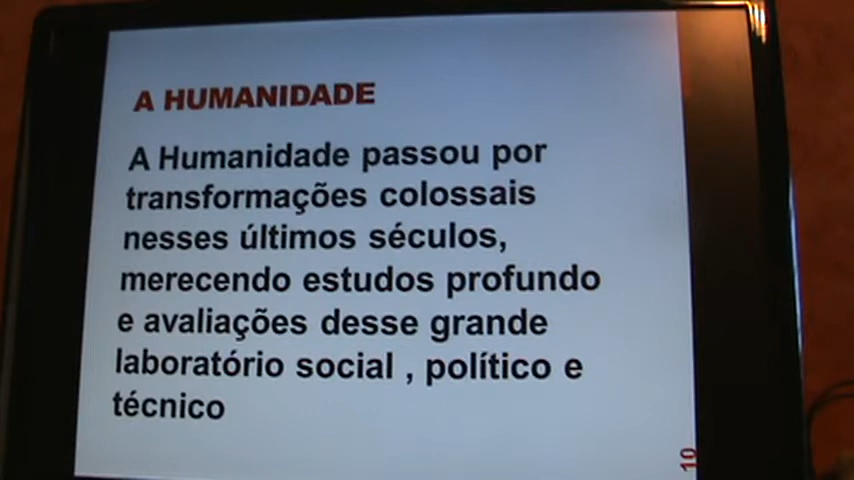 A HUMANIDADE
A Humanidade passou por
transformações colossais
nesses últimos séculos,
merecendo estudos profundo
e avaliações desse grande
laboratório social , político e
técnico
10